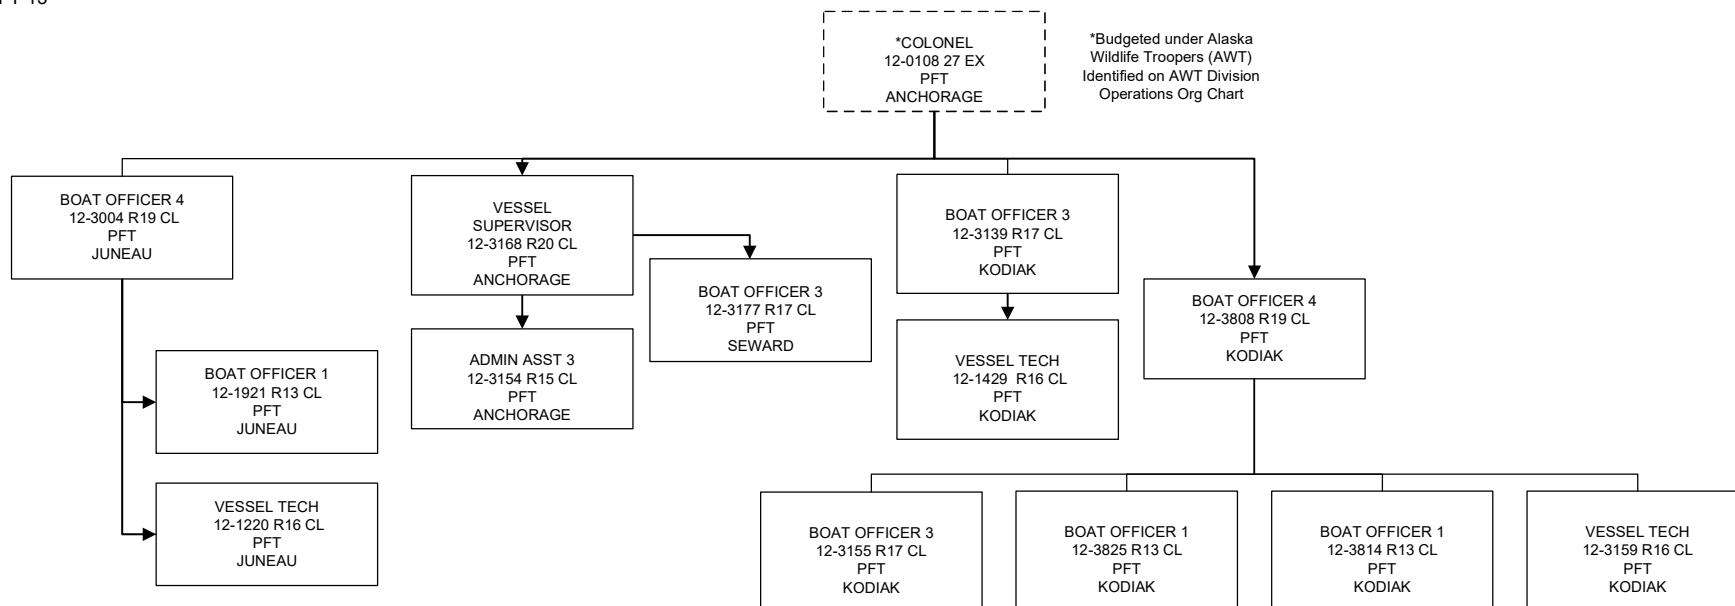 *COLONEL
12-0108 27 EX
PFT
ANCHORAGE
*Budgeted under Alaska
Wildlife Troopers (AWT)
Identified on AWT Division
Operations Org Chart
BOAT OFFICER 4
12-3004 R19 CL
PFT
JUNEAU
VESSEL
SUPERVISOR
12-3168 R20 CL
PFT
ANCHORAGE
BOAT OFFICER 3
12-3139 R17 CL
PFT
KODIAK
BOAT OFFICER 3
12-3177 R17 CL
PFT
SEWARD
BOAT OFFICER 4
12-3808 R19 CL
PFT
KODIAK
BOAT OFFICER 1
12-1921 R13 CL
PFT
JUNEAU
ADMIN ASST 3
12-3154 R15 CL
PFT
ANCHORAGE
VESSEL TECH
12-1429 R16 CL
PFT
KODIAK
VESSEL TECH
12-1220 R16 CL
PFT
JUNEAU
BOAT OFFICER 3
12-3155 R17 CL
PFT
KODIAK
BOAT OFFICER 1
12-3825 R13 CL
PFT
KODIAK
BOAT OFFICER 1
12-3814 R13 CL
PFT
KODIAK
VESSEL TECH
12-3159 R16 CL
PFT
KODIAK